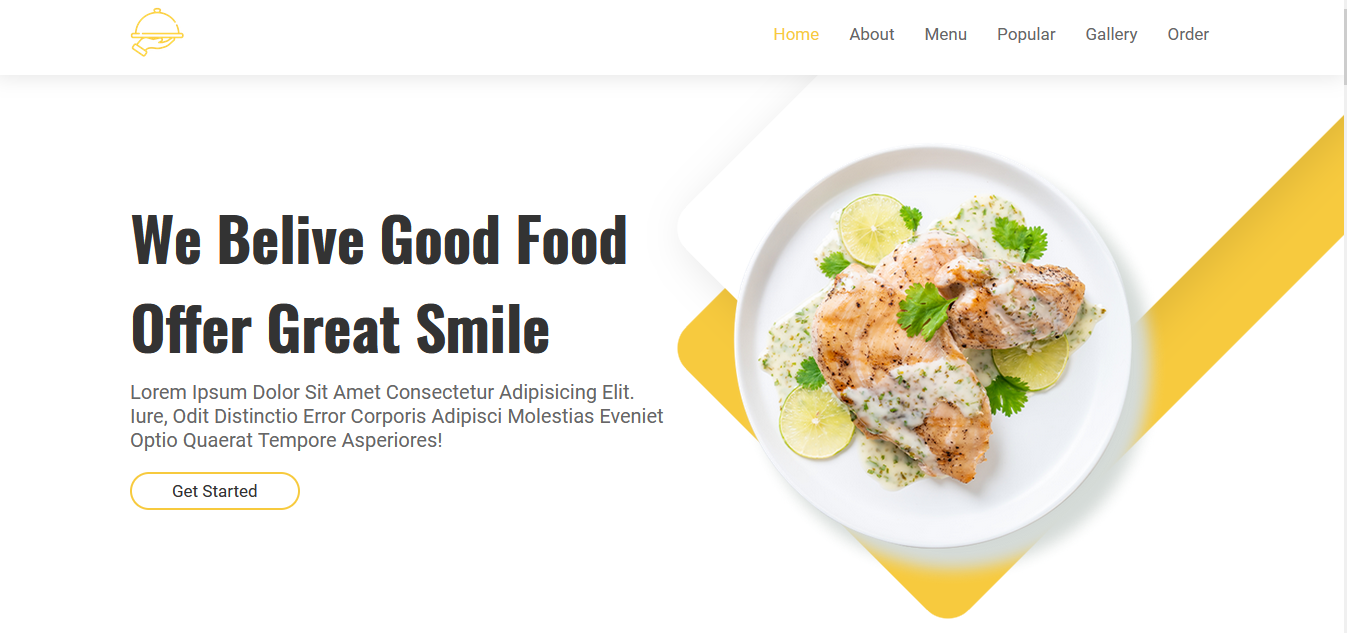 Home About Menu Popular Gallery Order
We Belive Good Food
Offer Great Smile
Lorem Ipsum Dolor Sit Amet Consectetur Adipisicing Elit.
Iure, Odit Distinctio Error Corporis Adipisci Molestias Eveniet
Optio Quaerat Tempore Asperiores!
Get Started